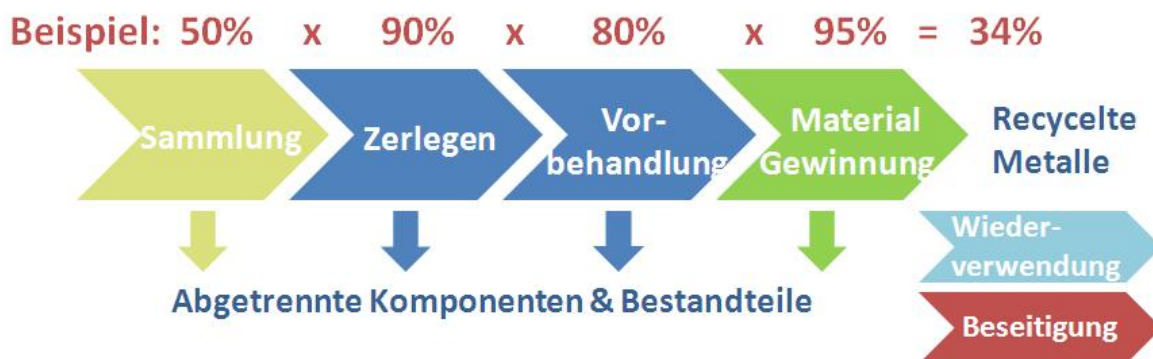 Beispiel: 50% x 90% x 80% x 95% = 34%
Sammlung
Zerlegen
Vor-
behandlung
Material
Gewinnung
Recycelte
Metalle
Wieder-
verwendung
Abgetrennte Komponenten & Bestandteile
Beseitigung